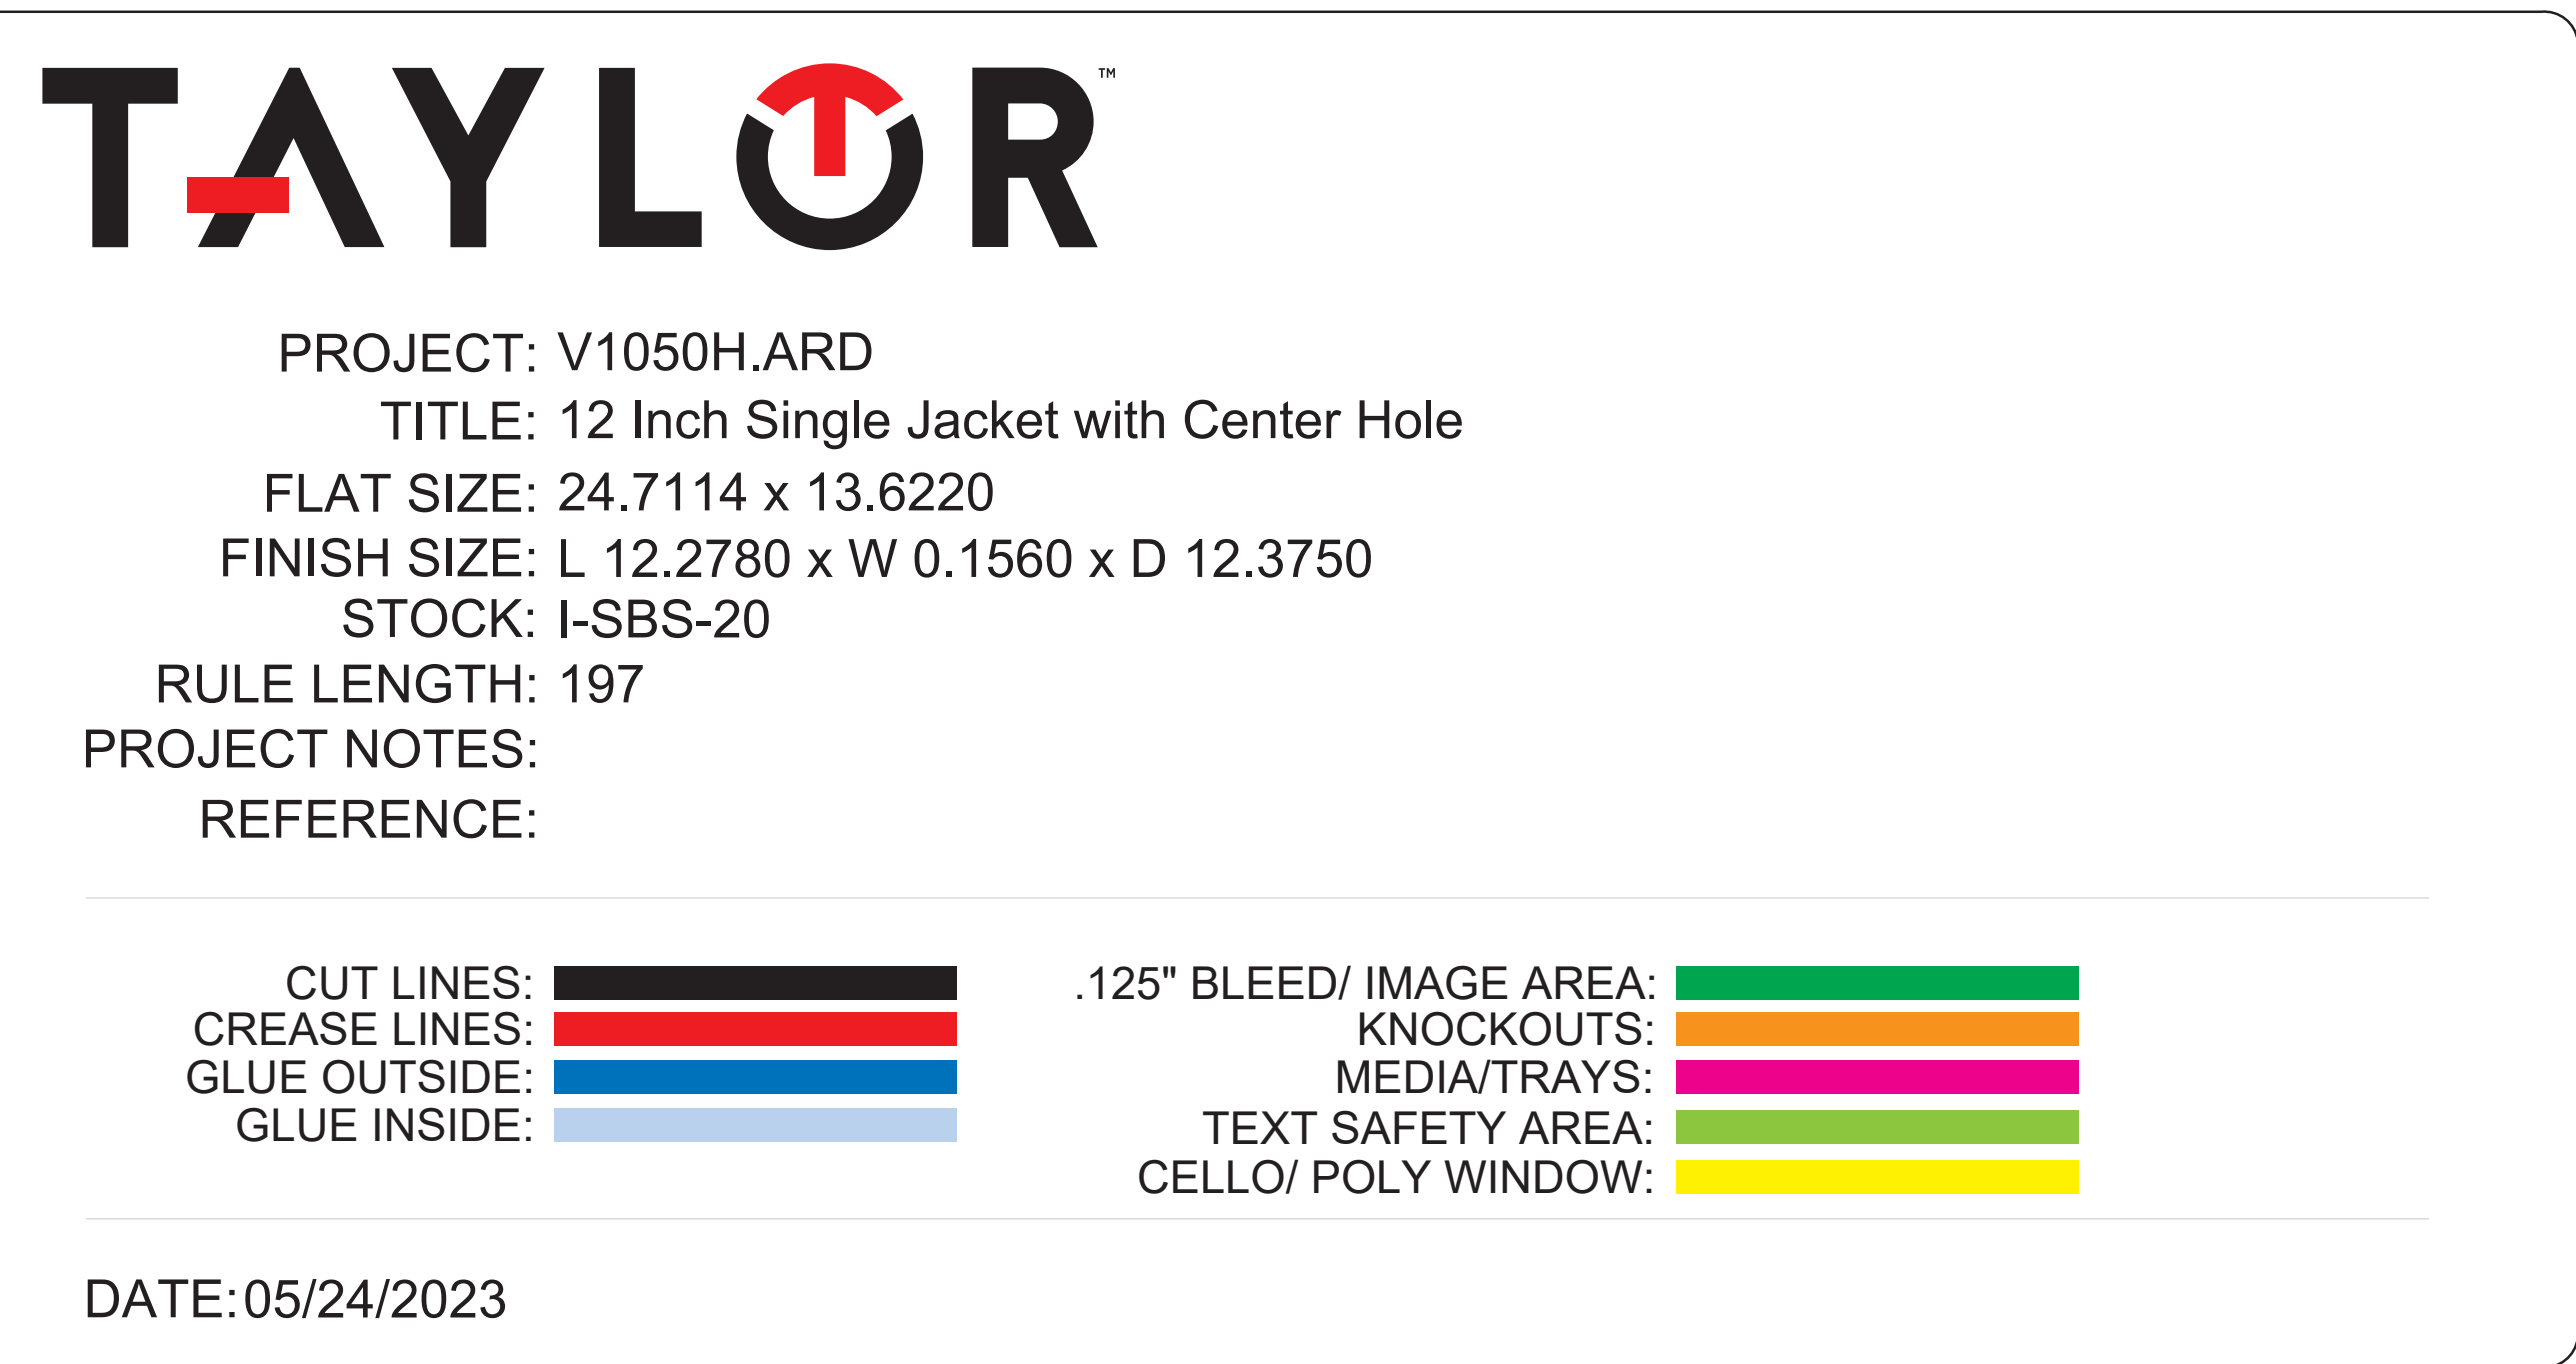 TAYLOR™
PROJECT: V1050H.ARD
TITLE: 12 Inch Single Jacket with Center Hole
FLAT SIZE: 24.7114 x 13.6220
FINISH SIZE: L 12.2780 x W 0.1560 x D 12.3750
STOCK: I-SBS-20
RULE LENGTH: 197
PROJECT NOTES:
REFERENCE:
CUT LINES:
CREASE LINES:
GLUE OUTSIDE:
GLUE INSIDE:
.125" BLEED/ IMAGE AREA:
KNOCKOUTS:
MEDIA/TRAYS:
TEXT SAFETY AREA:
CELLO/ POLY WINDOW:
DATE: 05/24/2023